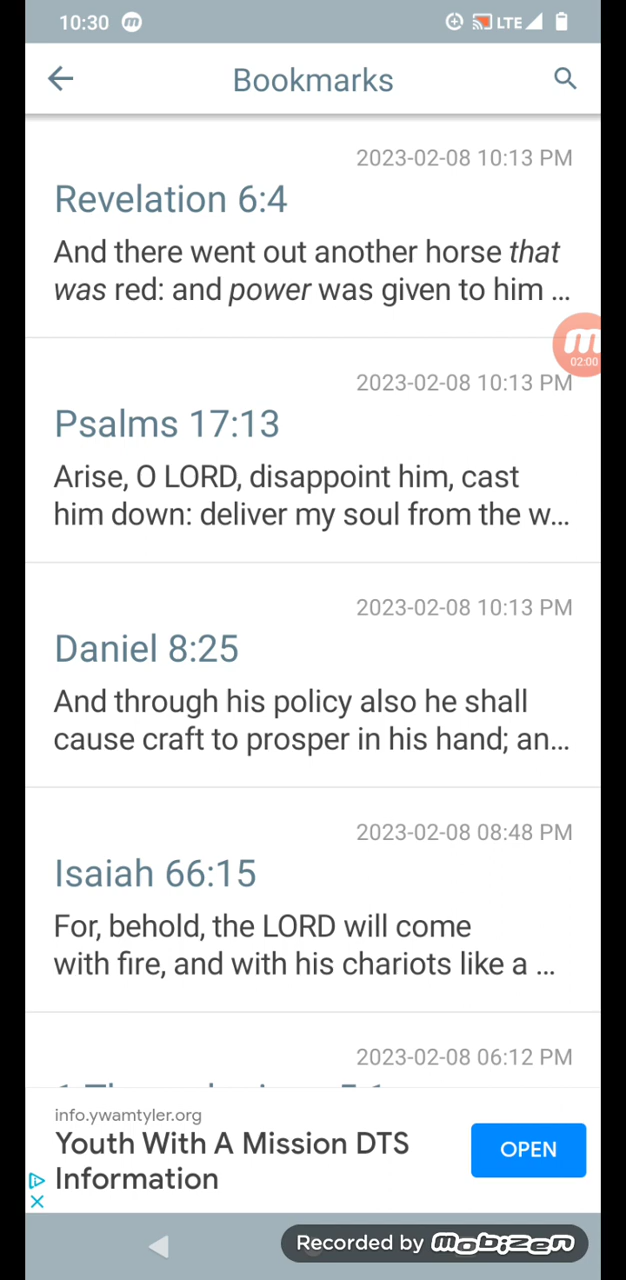 10:30 m LTE
Bookmarks
2023-02-08 10:13 PM
Revelation 6:4
And there went out another horse that
was red: and power was given to him ...
m
02:00
2023-02-08 10:13 PM
Psalms 17:13
Arise, O LORD, disappoint him, cast
him down: deliver my soul from the w...
2023-02-08 10:13 PM
Daniel 8:25
And through his policy also he shall
cause craft to prosper in his hand; an...
2023-02-08 08:48 PM
Isaiah 66:15
For, behold, the LORD will come
with fire, and with his chariots like a ...
2023-02-08 06:12 PM
info.ywamtyler.org
Youth With A Mission DTS
Information
OPEN
Recorded by mobizen